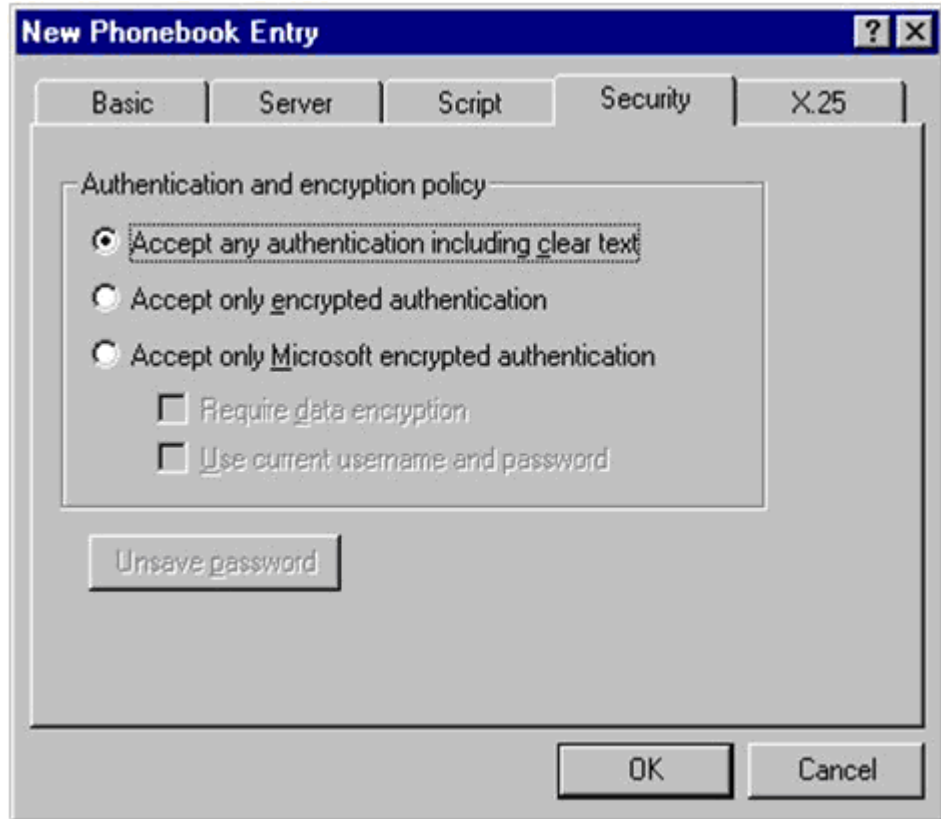 New Phonebook Entry
Basic Server Script Security X.25
Authentication and encryption policy
Accept any authentication including clear text
Accept only encrypted authentication
Accept only Microsoft encrypted authentication
Require data encryption
Use current username and password
Unsave password
OK Cancel